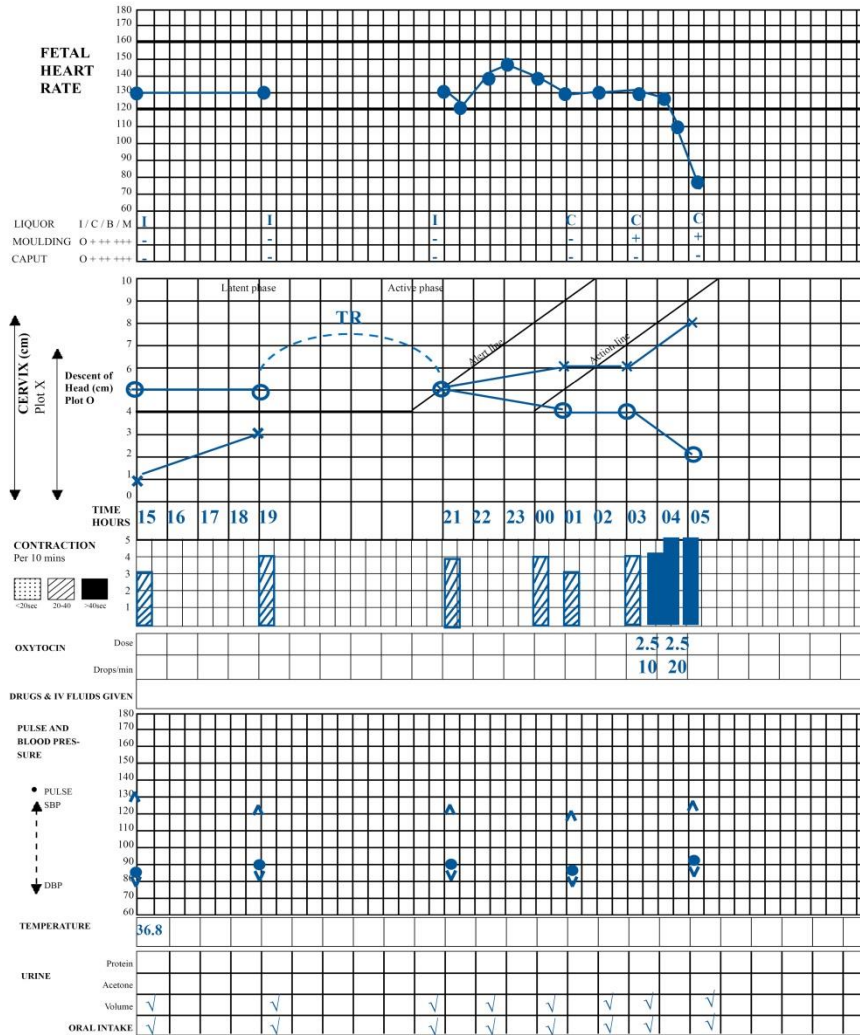 180
170
160
FETAL HEART RATE
150
140
130
120
110
100
90
80
70
60
LIQUOR I / C / B / M I I I C C C
MOULDING O + ++ +++ - - - - + +
CAPUT O + ++ +++ - - - - - -
10
Latent phase Active phase
9
TR
8
Alert line
Action line
7
6
CERVIX (cm) Plot X
Descent of Head (cm) Plot O
5
4
3
2
1
0
TIME HOURS 15 16 17 18 19 21 22 23 00 01 02 03 04 05
CONTRACTION
Per 10 mins
5
4
3
2
1
<20sec 20-40 >40sec
OXYTOCIN Dose 2.5 2.5
Drops/min 10 20
DRUGS & IV FLUIDS GIVEN
180
170
PULSE AND
BLOOD PRES-
SURE
160
150
140
130
PULSE
SBP
120
110
100
90
80
DBP
70
60
TEMPERATURE 36.8
URINE
Protein
Acetone
Volume √ √ √ √ √ √ √ √
ORAL INTAKE √ √ √ √ √ √ √ √